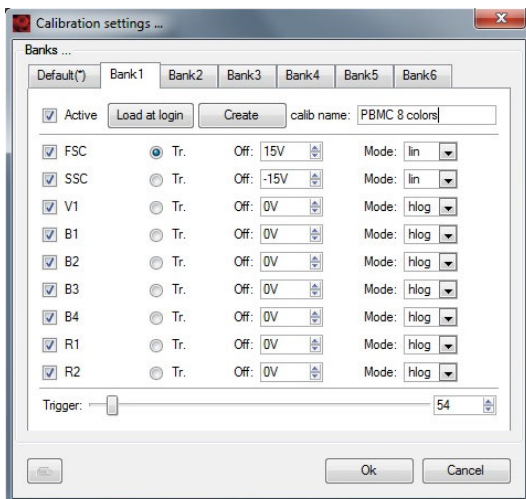 Calibration settings ...
Banks ...
Default(*) Bank1 Bank2 Bank3 Bank4 Bank5 Bank6
Active Load at login Create calib name: PBMC 8 colors
FSC Tr. Off: 15V Mode: lin
SSC Tr. Off: -15V Mode: lin
V1 Tr. Off: 0V Mode: hlog
B1 Tr. Off: 0V Mode: hlog
B2 Tr. Off: 0V Mode: hlog
B3 Tr. Off: 0V Mode: hlog
B4 Tr. Off: 0V Mode: hlog
R1 Tr. Off: 0V Mode: hlog
R2 Tr. Off: 0V Mode: hlog
Trigger: 54
Ok Cancel